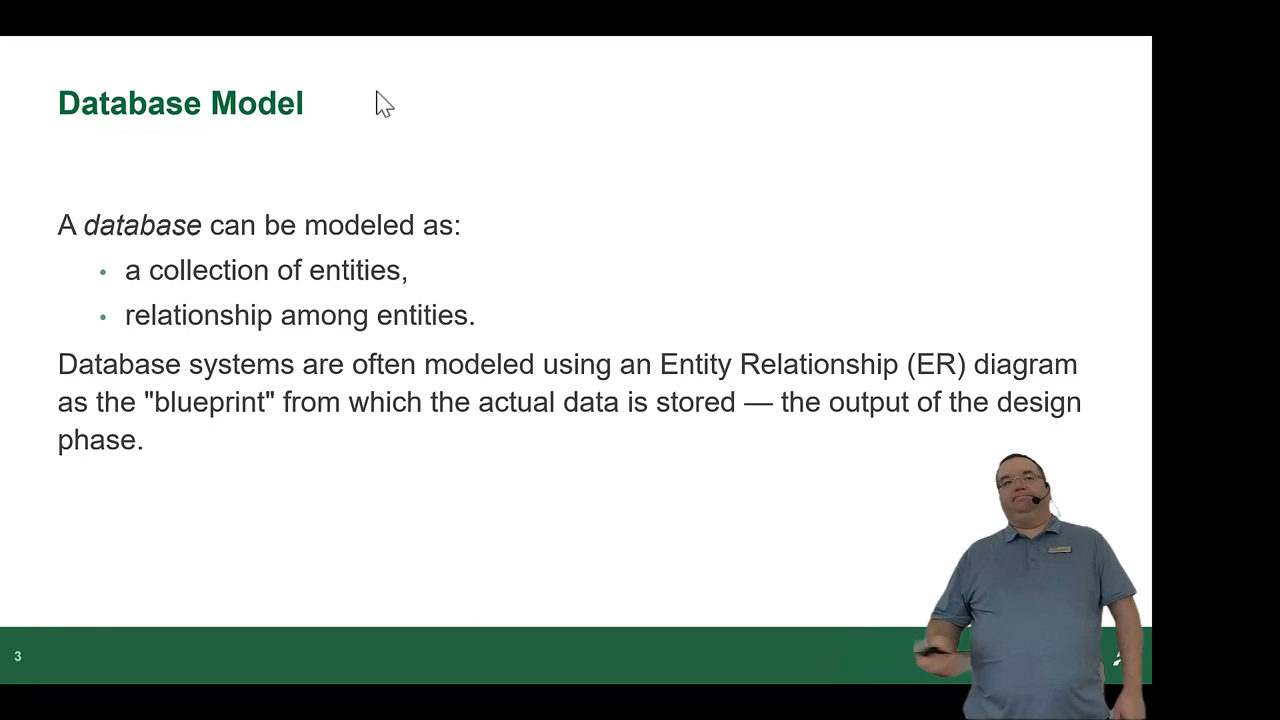 Database Model
A database can be modeled as:
• a collection of entities,
• relationship among entities.
Database systems are often modeled using an Entity Relationship (ER) diagram
as the "blueprint" from which the actual data is stored — the output of the design
phase.
3